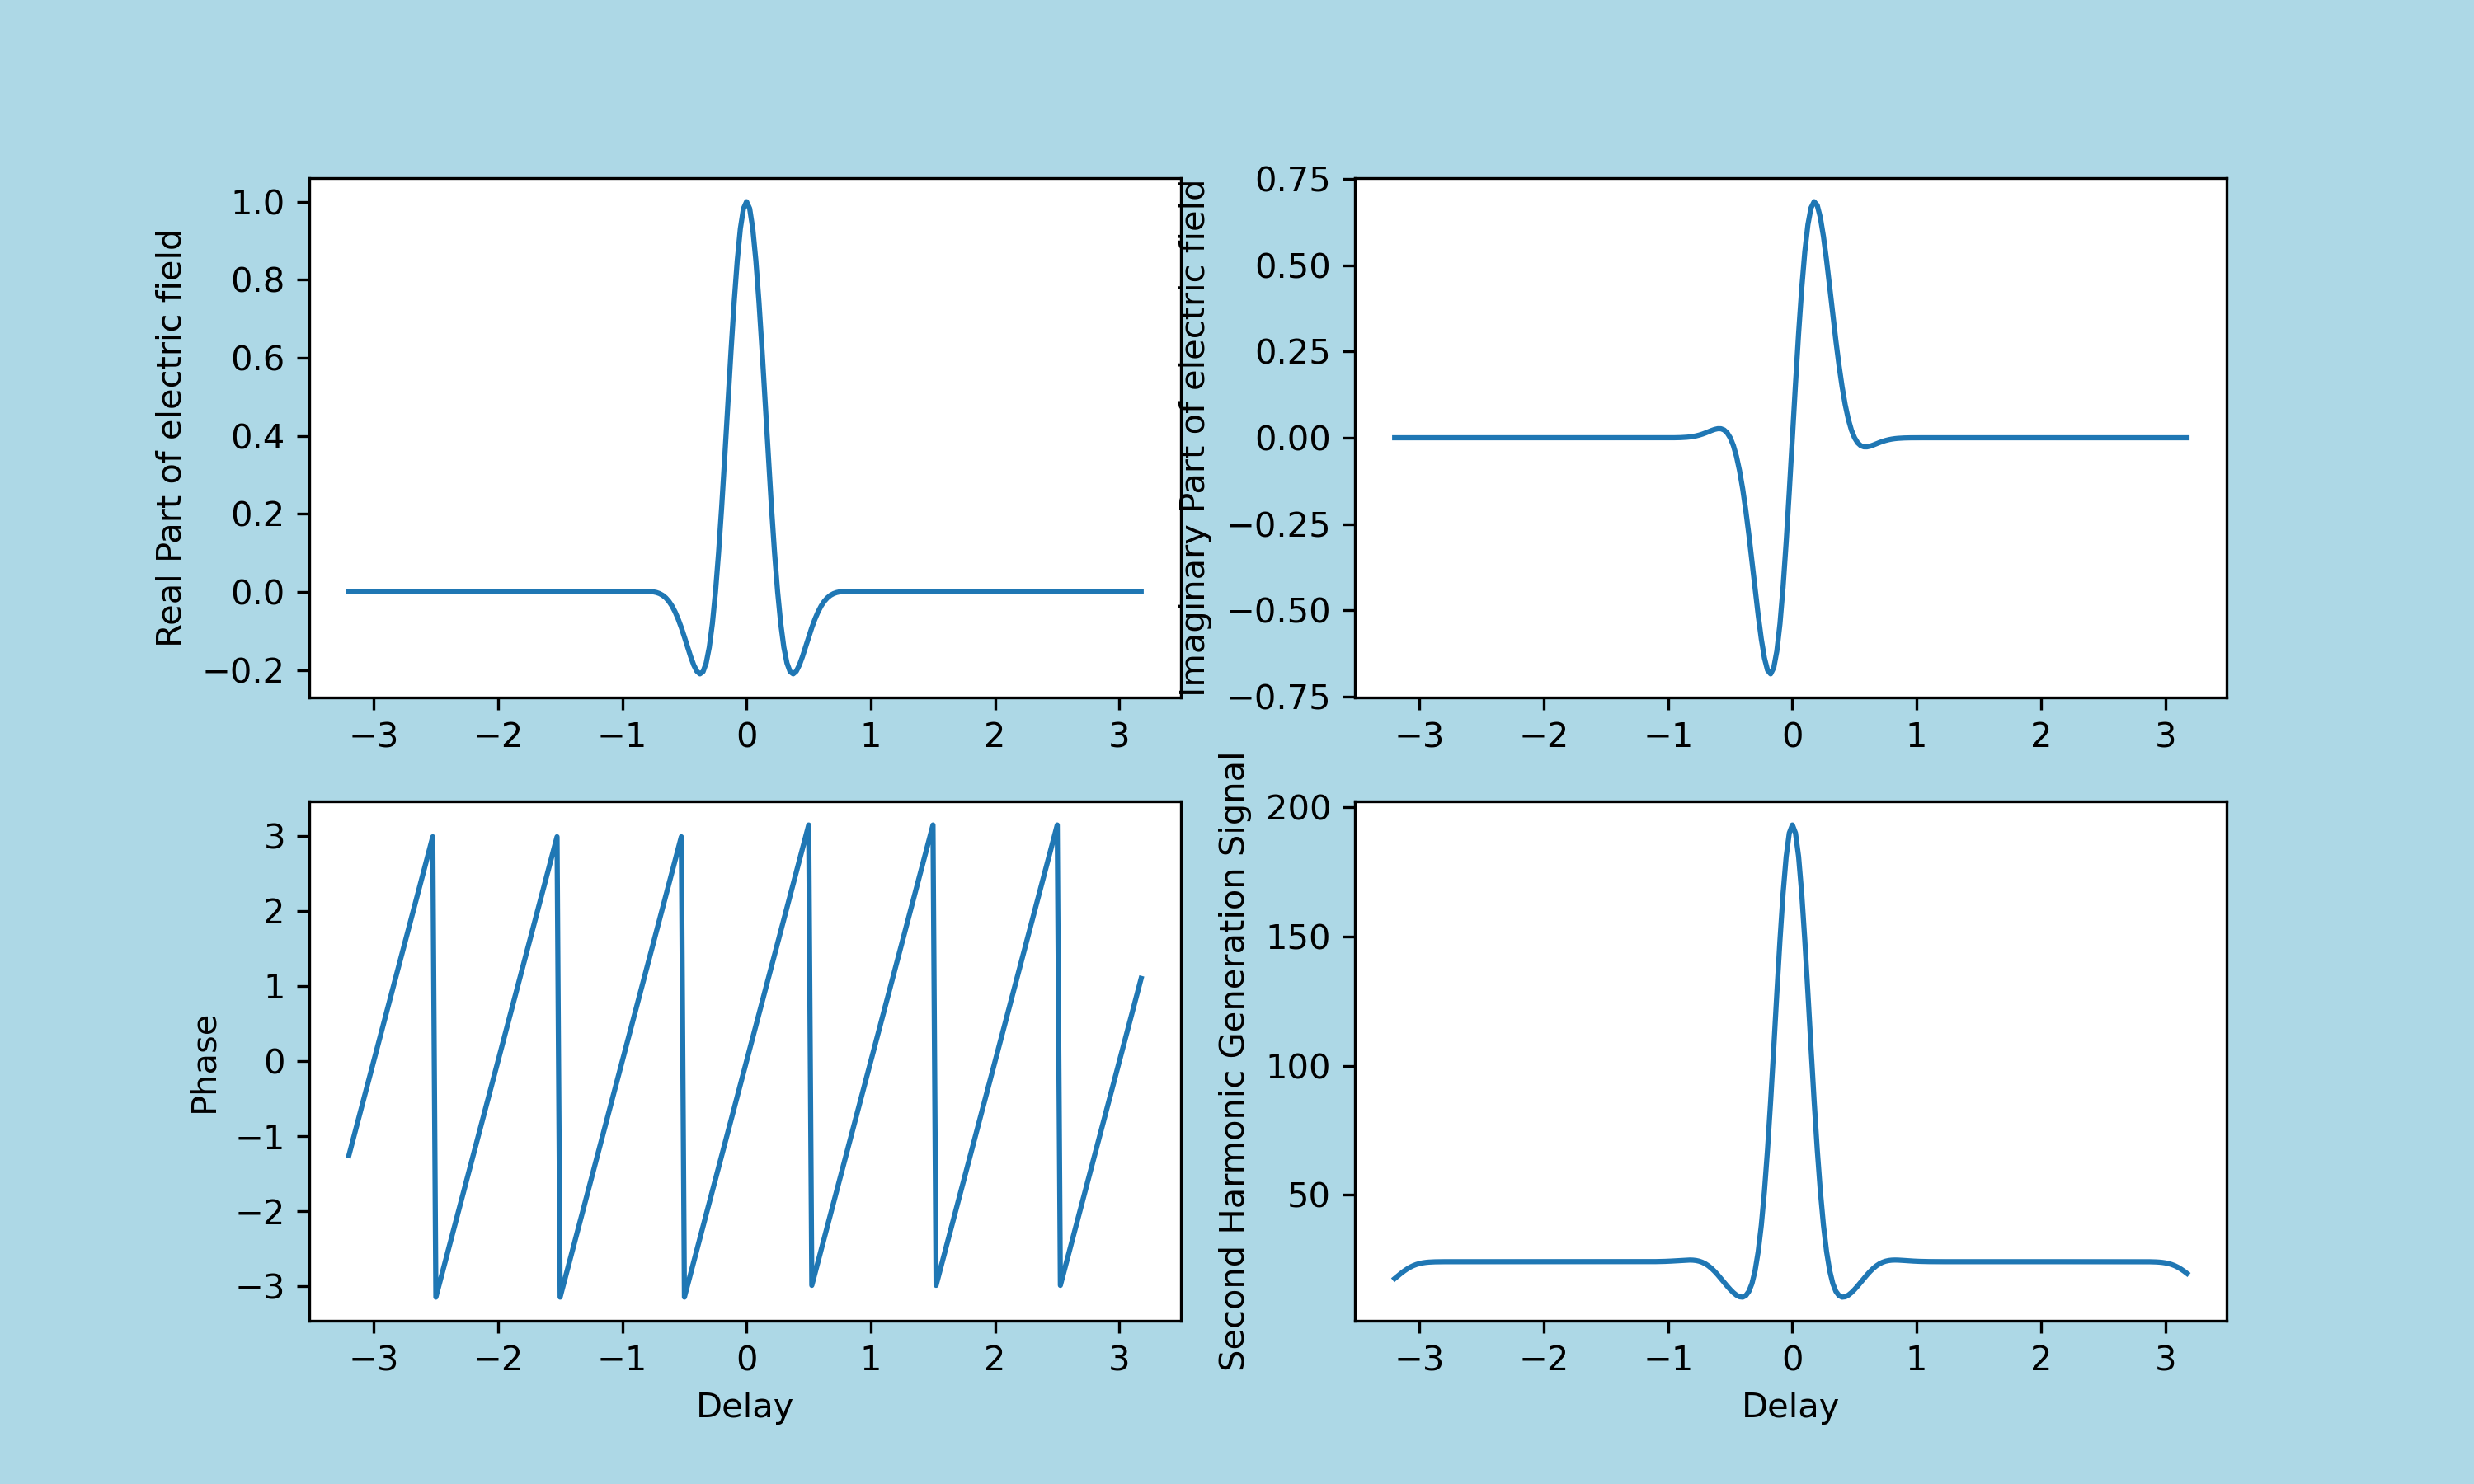 Real Part of electric field
1.0
0.8
0.6
0.4
0.2
0.0
−0.2
−3 −2 −1 0 1 2 3
Imaginary Part of electric field
0.75
0.50
0.25
0.00
−0.25
−0.50
−0.75
−3 −2 −1 0 1 2 3
Phase
3
2
1
0
−1
−2
−3
−3 −2 −1 0 1 2 3
Delay
Second Harmonic Generation Signal
200
150
100
50
−3 −2 −1 0 1 2 3
Delay